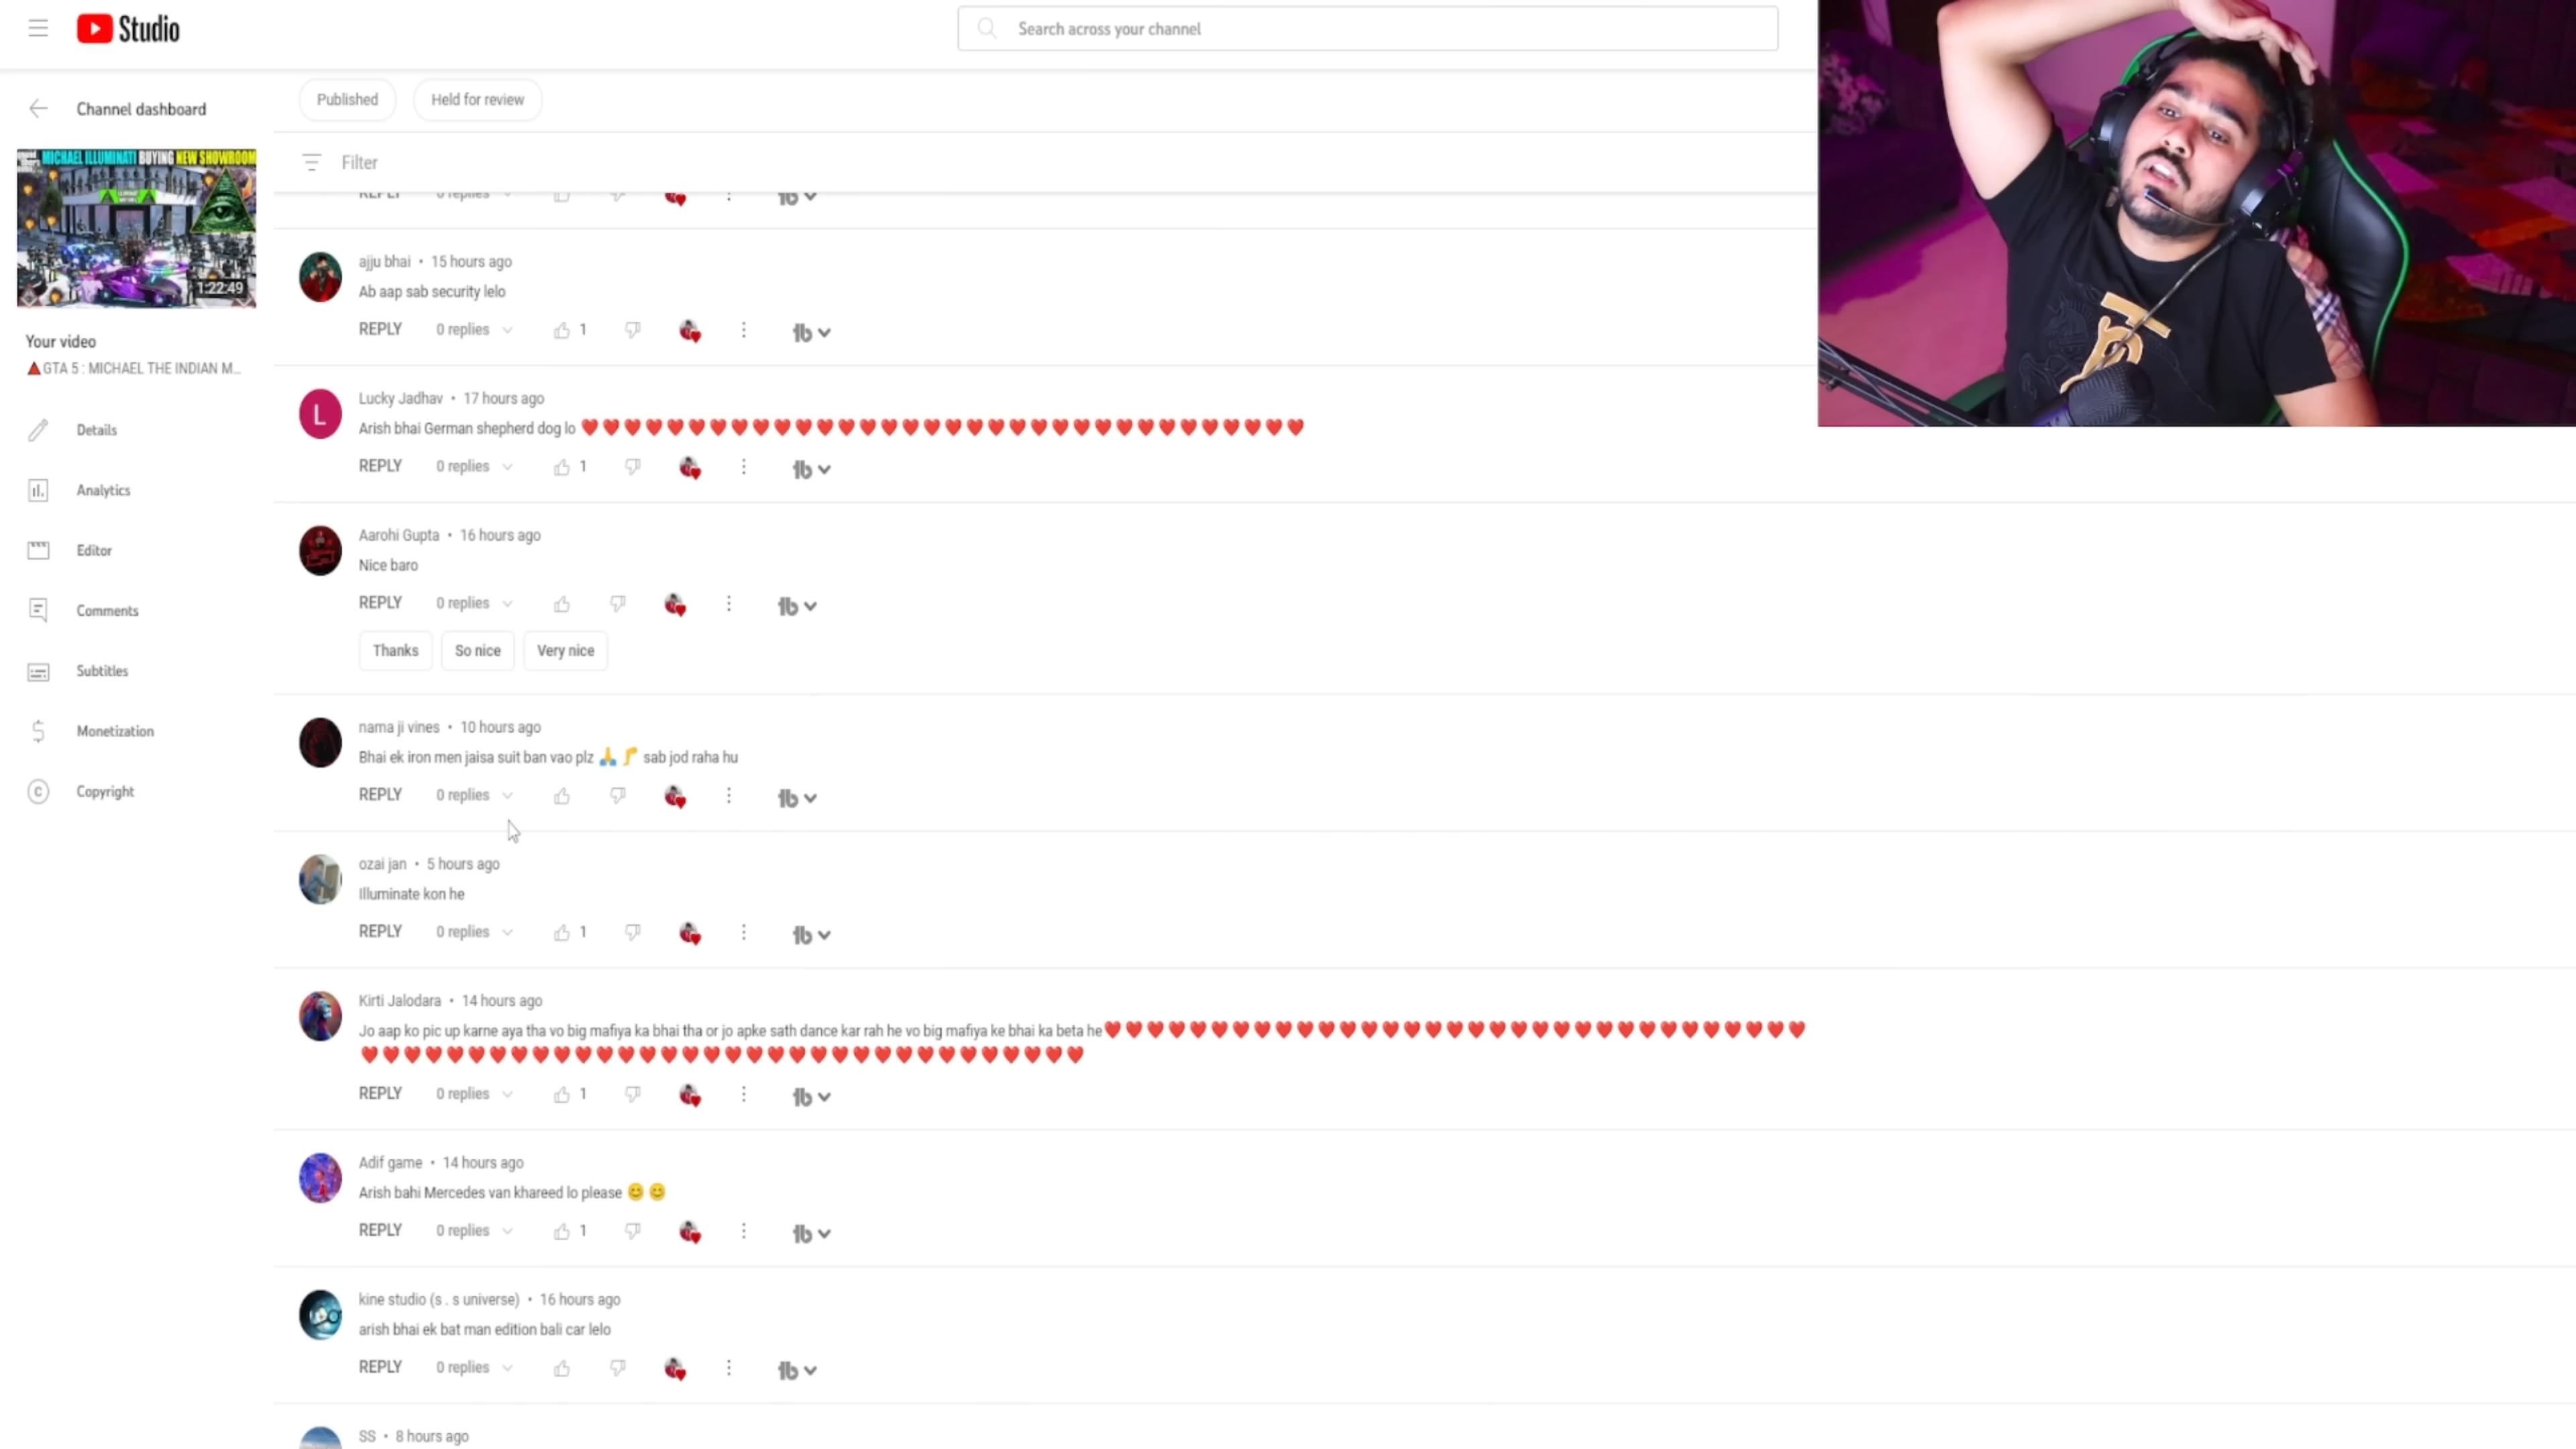 Studio
Search across your channel
Channel dashboard
Published
Held for review
Filter
MICHAEL ILLUMINATI BUYING NEW SHOWROOM
1:22:49
Your video
🔺GTA 5 : MICHAEL THE INDIAN M...
Details
Analytics
Editor
Comments
Subtitles
Monetization
Copyright
REPLY 0 replies
ajju bhai • 15 hours ago
Ab aap sab security lelo
REPLY 0 replies 1
L
Lucky Jadhav • 17 hours ago
Arish bhai German shepherd dog lo ❤️❤️❤️❤️❤️❤️❤️❤️❤️❤️❤️❤️❤️❤️❤️❤️❤️❤️❤️❤️❤️❤️❤️❤️❤️❤️❤️❤️❤️❤️❤️❤️❤️❤️
REPLY 0 replies 1
Aarohi Gupta • 16 hours ago
Nice baro
REPLY 0 replies
Thanks So nice Very nice
nama ji vines • 10 hours ago
Bhai ek iron men jaisa suit ban vao plz 🙏🦵 sab jod raha hu
REPLY 0 replies
ozai jan • 5 hours ago
Illuminate kon he
REPLY 0 replies 1
Kirti Jalodara • 14 hours ago
Jo aap ko pic up karne aya tha vo big mafiya ka bhai tha or jo apke sath dance kar rah he vo big mafiya ke bhai ka beta he❤️❤️❤️❤️❤️❤️❤️❤️❤️❤️❤️❤️❤️❤️❤️❤️❤️❤️❤️❤️❤️❤️❤️❤️❤️❤️❤️❤️❤️❤️❤️❤️❤️
❤️❤️❤️❤️❤️❤️❤️❤️❤️❤️❤️❤️❤️❤️❤️❤️❤️❤️❤️❤️❤️❤️❤️❤️❤️❤️❤️❤️❤️❤️❤️❤️❤️❤️
REPLY 0 replies 1
Adif game • 14 hours ago
Arish bahi Mercedes van khareed lo please 😊😊
REPLY 0 replies 1
kine studio (s . s universe) • 16 hours ago
arish bhai ek bat man edition bali car lelo
REPLY 0 replies
SS • 8 hours ago